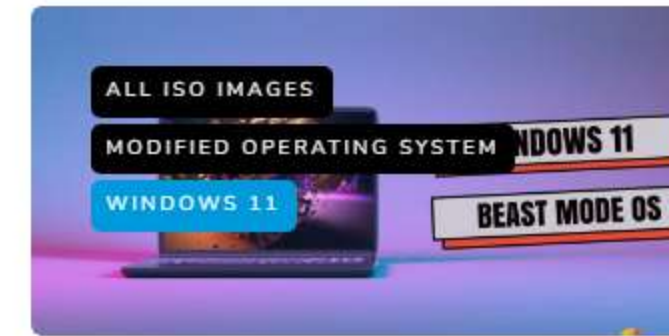 ALL ISO IMAGES
MODIFIED OPERATING SYSTEM
NDOWS 11
WINDOWS 11
BEAST MODE OS